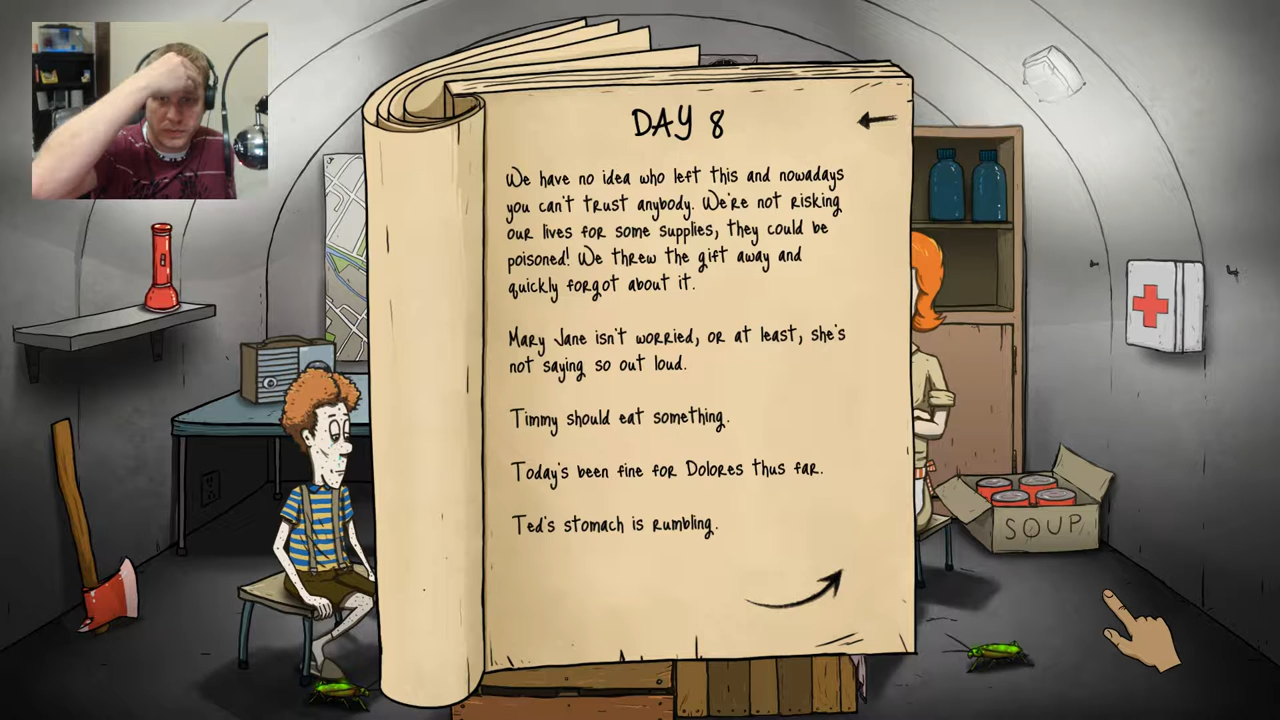 DAY 8
We have no idea who left this and nowadays
you can't trust anybody. We're not risking
our lives for some supplies, they could be
poisoned! We threw the gift away and
quickly forgot about it.
Mary Jane isn't worried, or at least, she's
not saying so out loud.
Timmy should eat something.
Today's been fine for Dolores thus far.
Ted's stomach is rumbling.
SOUP